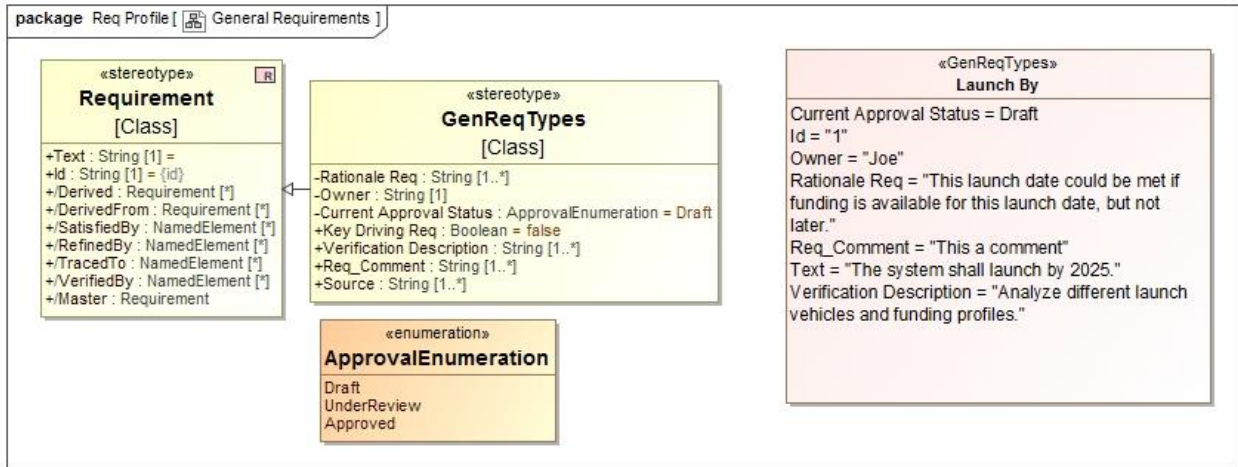 package Req Profile [ General Requirements ]
«stereotype» R
Requirement
[Class]
+Text : String [1] =
+Id : String [1] = {id}
+/Derived : Requirement [*]
+/DerivedFrom : Requirement [*]
+/SatisfiedBy : NamedElement [*]
+/RefinedBy : NamedElement [*]
+/TracedTo : NamedElement [*]
+/VerifiedBy : NamedElement [*]
+/Master : Requirement
«stereotype»
GenReqTypes
[Class]
-Rationale Req : String [1..*]
-Owner : String [1]
-Current Approval Status : ApprovalEnumeration = Draft
+Key Driving Req : Boolean = false
+Verification Description : String [1..*]
+Req_Comment : String [1..*]
+Source : String [1..*]
«enumeration»
ApprovalEnumeration
Draft
UnderReview
Approved
«GenReqTypes»
Launch By
Current Approval Status = Draft
Id = "1"
Owner = "Joe"
Rationale Req = "This launch date could be met if
funding is available for this launch date, but not
later."
Req_Comment = "This a comment"
Text = "The system shall launch by 2025."
Verification Description = "Analyze different launch
vehicles and funding profiles."